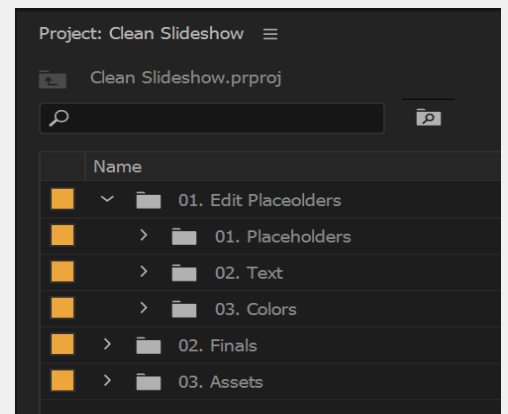 Project: Clean Slideshow
Clean Slideshow.prproj
Name
01. Edit Placeolders
01. Placeholders
02. Text
03. Colors
02. Finals
03. Assets